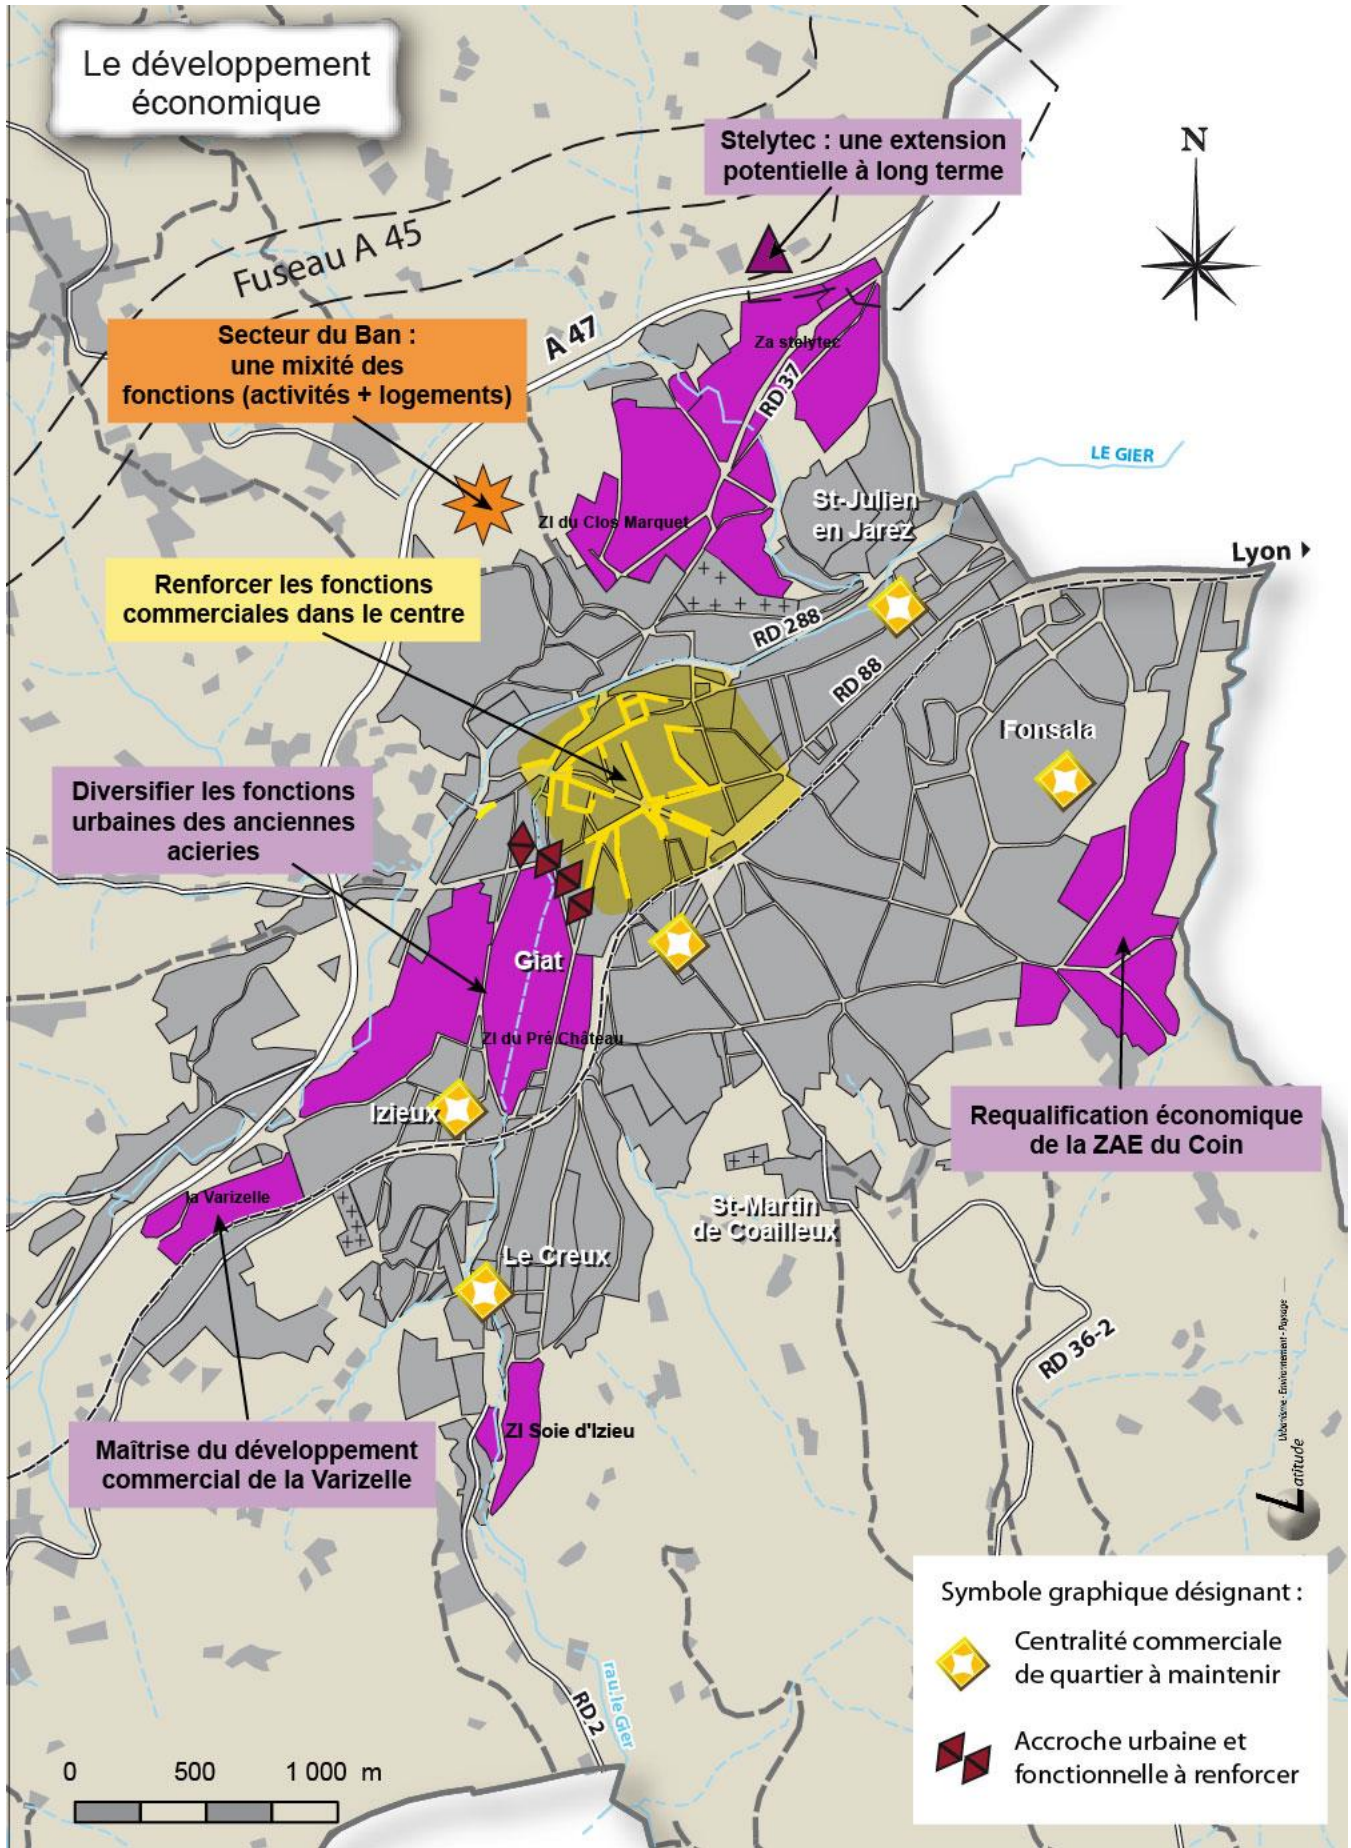 Le développement
économique
Stelytec : une extension
potentielle à long terme
N
Fuseau A 45
A 47
Secteur du Ban :
une mixité des
fonctions (activités + logements)
Za stelytec
RD 37
LE GIER
St-Julien
en Jarez
ZI du Clos Marquet
Lyon
Renforcer les fonctions
commerciales dans le centre
RD 288
RD 88
Fonsala
Diversifier les fonctions
urbaines des anciennes
acieries
Giat
ZI du Pré Château
Izieux
Requalification économique
de la ZAE du Coin
la Varizelle
St-Martin
de Coailleux
Le Creux
RD 36-2
Maîtrise du développement
commercial de la Varizelle
ZI Soie d'Izieu
Urbanisme - Environnement - Paysage
Latitude
Symbole graphique désignant :
Centralité commerciale
de quartier à maintenir
Accroche urbaine et
fonctionnelle à renforcer
RD 2
rau. le Gier
0 500 1 000 m